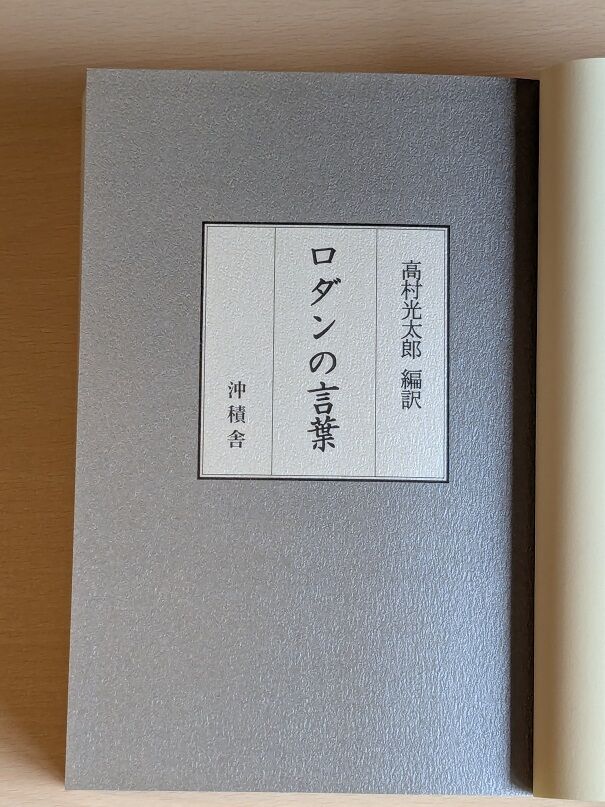 高村光太郎 編訳
ロダンの言葉
沖積舎